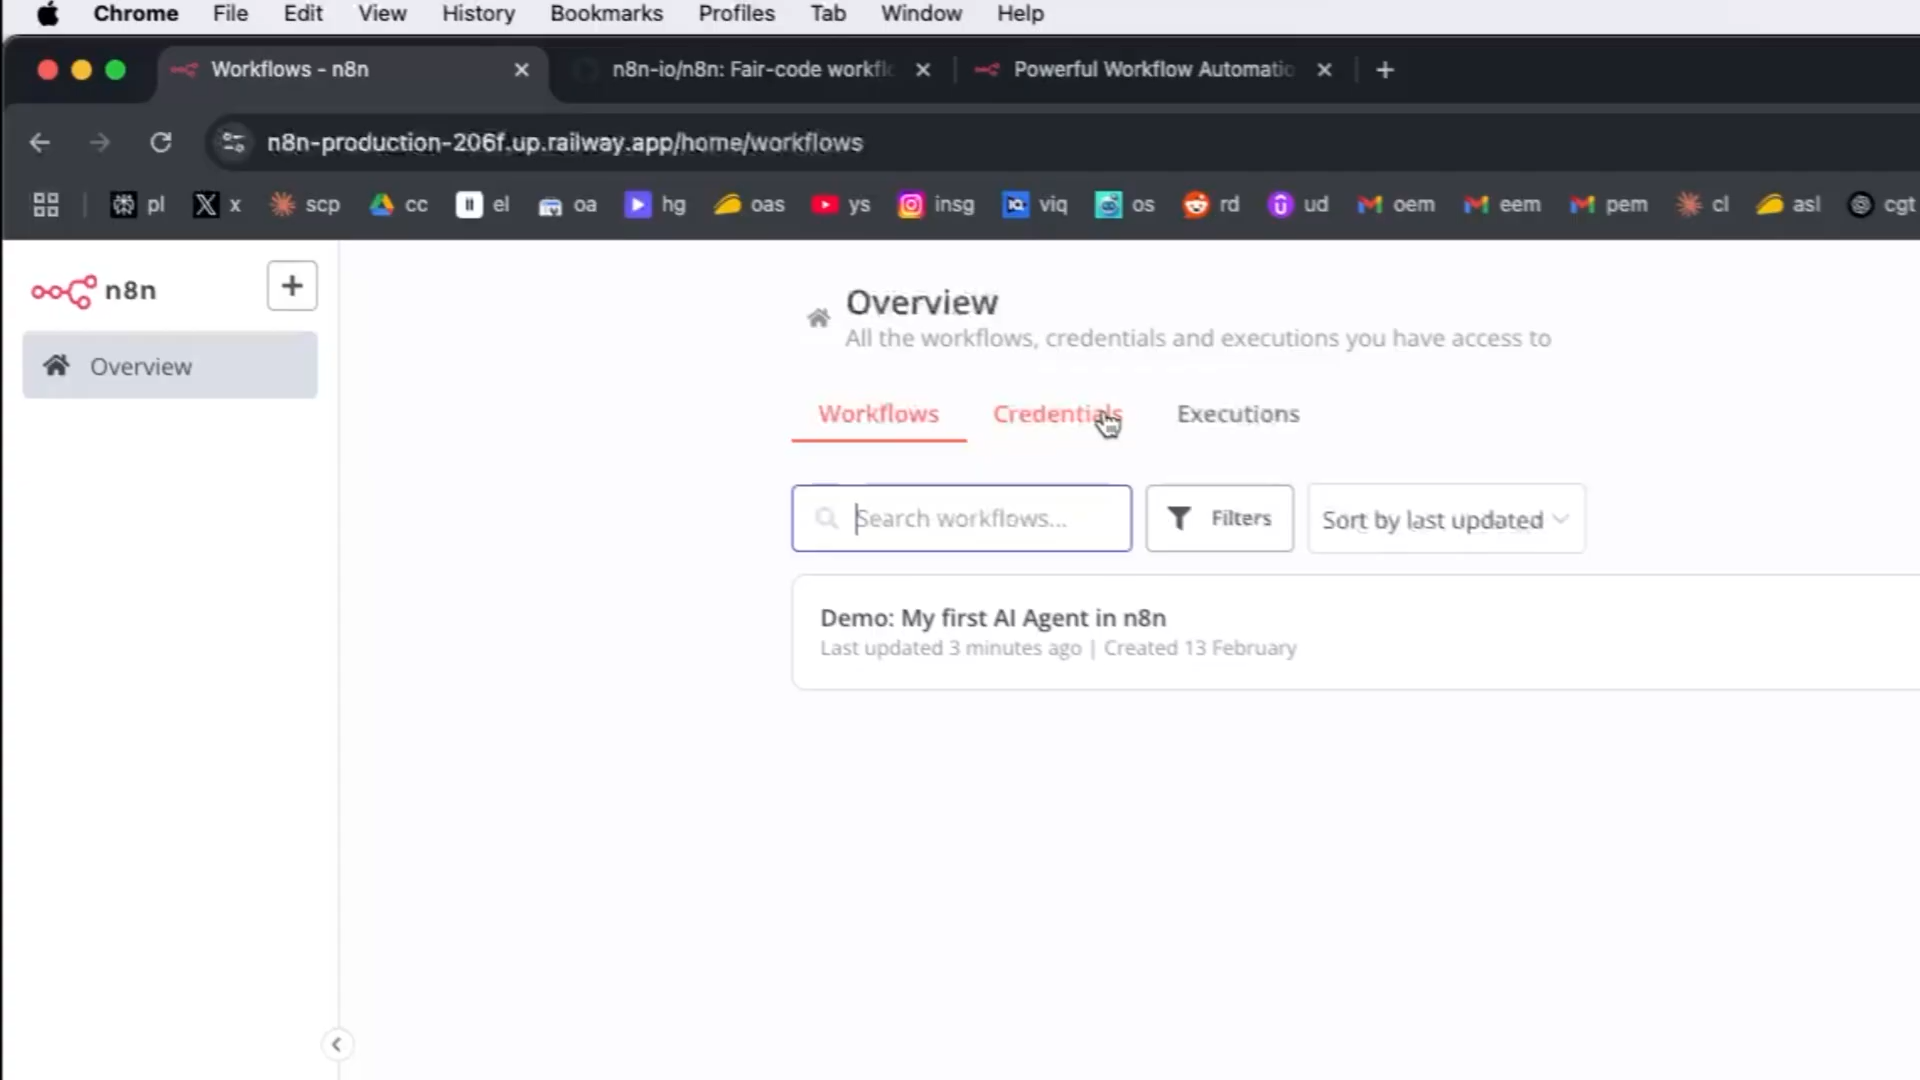 Chrome File Edit View History Bookmarks Profiles Tab Window Help
Workflows - n8n n8n-io/n8n: Fair-code workfl Powerful Workflow Automatio
n8n-production-206f.up.railway.app/home/workflows
pl x scp cc el oa hg oas ys insg viq os rd ud oem eem pem cl asl cgt
n8n
Overview
Overview
All the workflows, credentials and executions you have access to
Workflows Credentials Executions
Search workflows... Filters Sort by last updated
Demo: My first AI Agent in n8n
Last updated 3 minutes ago | Created 13 February